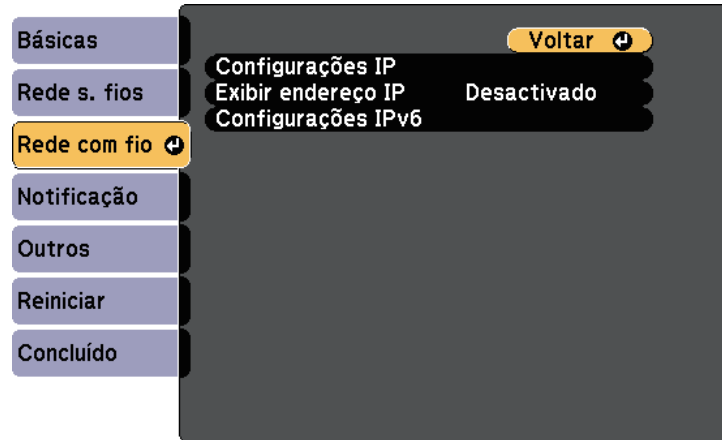 Básicas
Rede s. fios
Rede com fio
Notificação
Outros
Reiniciar
Concluído
Voltar
Configurações IP
Exibir endereço IP Desactivado
Configurações IPv6